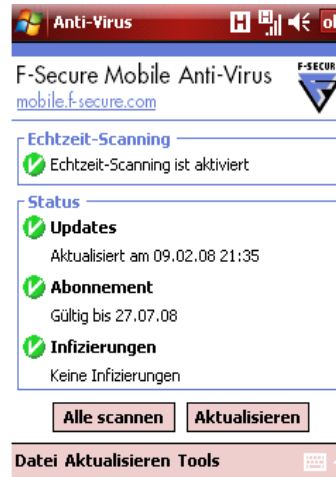 Anti-Virus H ok
F-Secure Mobile Anti-Virus
F-SECURE
mobile.f-secure.com
Echtzeit-Scanning
Echtzeit-Scanning ist aktiviert
Status
Updates
Aktualisiert am 09.02.08 21:35
Abonnement
Gültig bis 27.07.08
Infizierungen
Keine Infizierungen
Alle scannen Aktualisieren
Datei Aktualisieren Tools